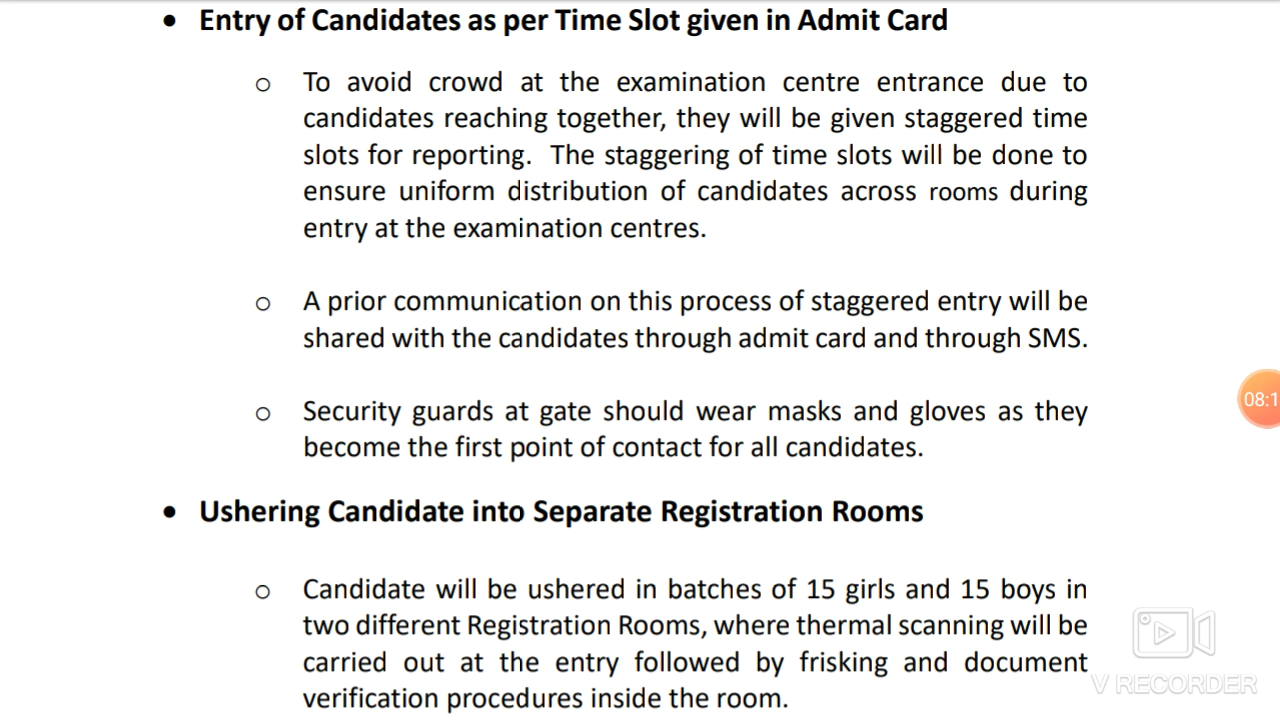 • Entry of Candidates as per Time Slot given in Admit Card
o To avoid crowd at the examination centre entrance due to
candidates reaching together, they will be given staggered time
slots for reporting. The staggering of time slots will be done to
ensure uniform distribution of candidates across rooms during
entry at the examination centres.
o A prior communication on this process of staggered entry will be
shared with the candidates through admit card and through SMS.
08:1
o Security guards at gate should wear masks and gloves as they
become the first point of contact for all candidates.
• Ushering Candidate into Separate Registration Rooms
o Candidate will be ushered in batches of 15 girls and 15 boys in
two different Registration Rooms, where thermal scanning will be
carried out at the entry followed by frisking and document
verification procedures inside the room.
V RECORDER